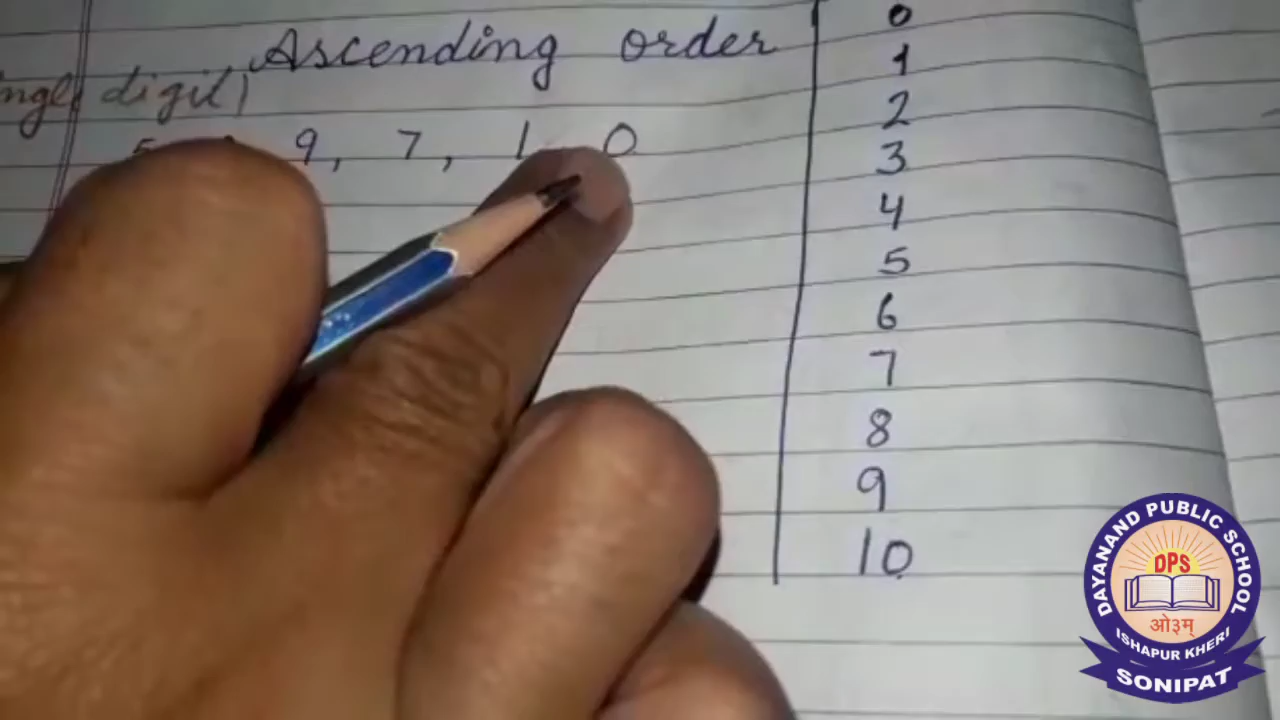 Ascending order
digit)
9, 7, 1 0
0
1
2
3
4
5
6
7
8
9
10
DAYANAND PUBLIC SCHOOL
DPS
ओ३म्
ISHAPUR KHERI
SONIPAT